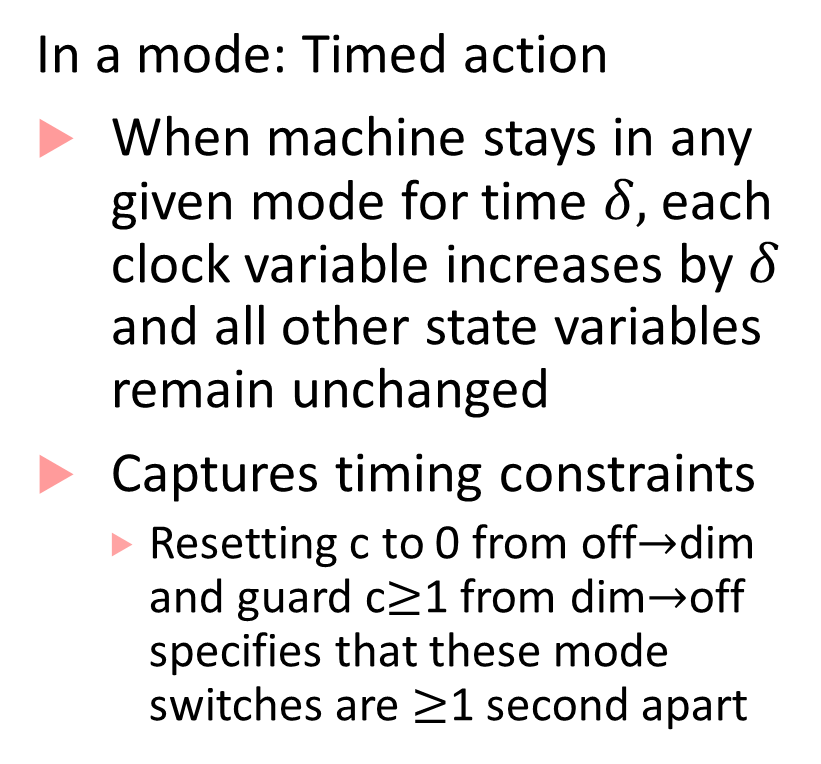 In a mode: Timed action
When machine stays in any
given mode for time δ, each
clock variable increases by δ
and all other state variables
remain unchanged
Captures timing constraints
Resetting c to 0 from off→dim
and guard c≥1 from dim→off
specifies that these mode
switches are ≥1 second apart